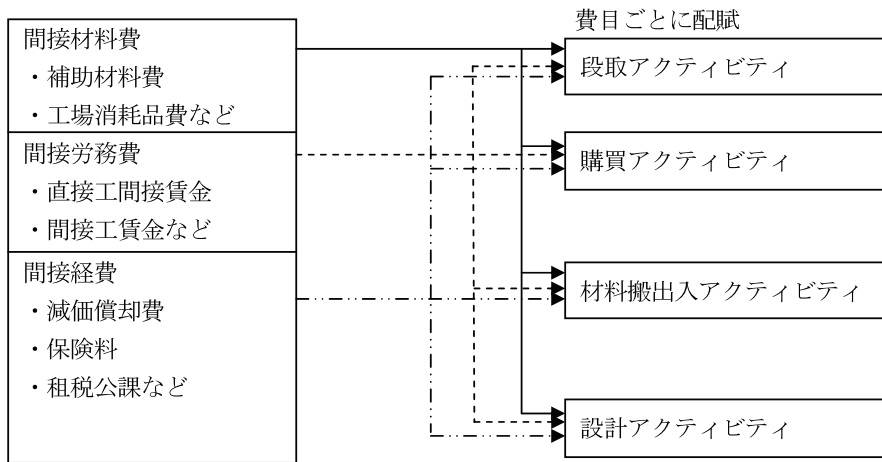 費目ごとに配賦
間接材料費
・補助材料費
・工場消耗品費など
間接労務費
・直接工間接賃金
・間接工賃金など
間接経費
・減価償却費
・保険料
・租税公課など
段取アクティビティ
購買アクティビティ
材料搬出入アクティビティ
設計アクティビティ